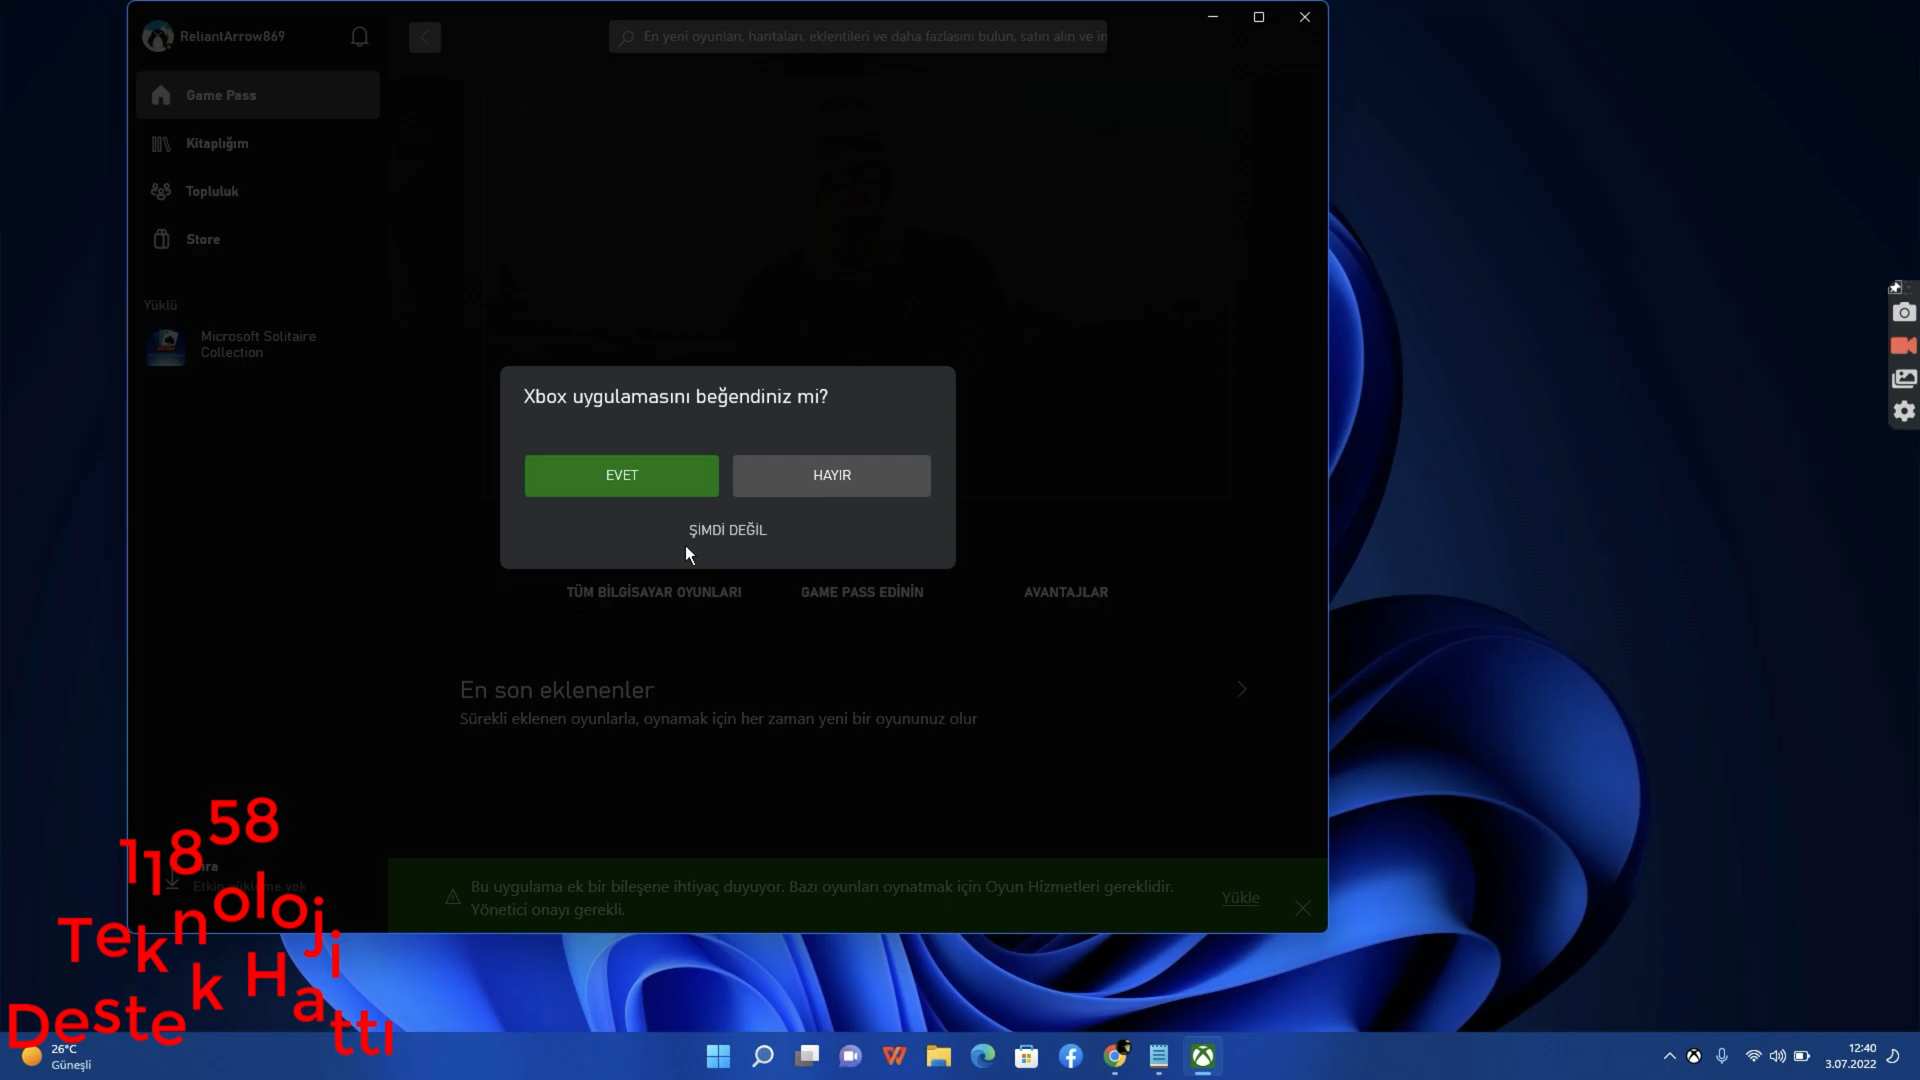 ReliantArrow869
En yeni oyunları, haritaları, eklentileri ve daha fazlasını bulun, satın alın ve in
Game Pass
Kitaplığım
Topluluk
Store
Yüklü
Microsoft Solitaire
Collection
Xbox uygulamasını beğendiniz mi?
EVET
HAYIR
ŞİMDİ DEĞİL
TÜM BİLGİSAYAR OYUNLARI
GAME PASS EDİNİN
AVANTAJLAR
En son eklenenler
Sürekli eklenen oyunlarla, oynamak için her zaman yeni bir oyununuz olur
Etkin yükleme yok
Bu uygulama ek bir bileşene ihtiyaç duyuyor. Bazı oyunları oynatmak için Oyun Hizmetleri gereklidir.
Yönetici onayı gerekli.
Yükle
11858
Teknoloji
Destek Hattı
26°C
Güneşli
12:40
3.07.2022